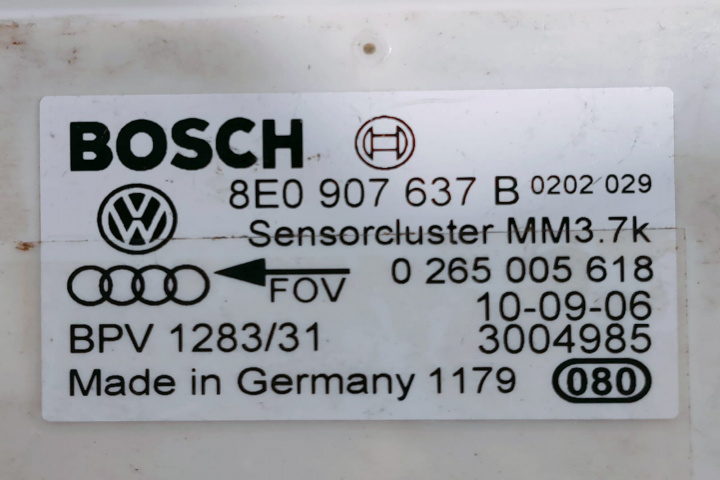 BOSCH
8E0 907 637 B 0202 029
Sensorcluster MM3.7k
0 265 005 618
FOV
10-09-06
BPV 1283/31 3004985
Made in Germany 1179 080